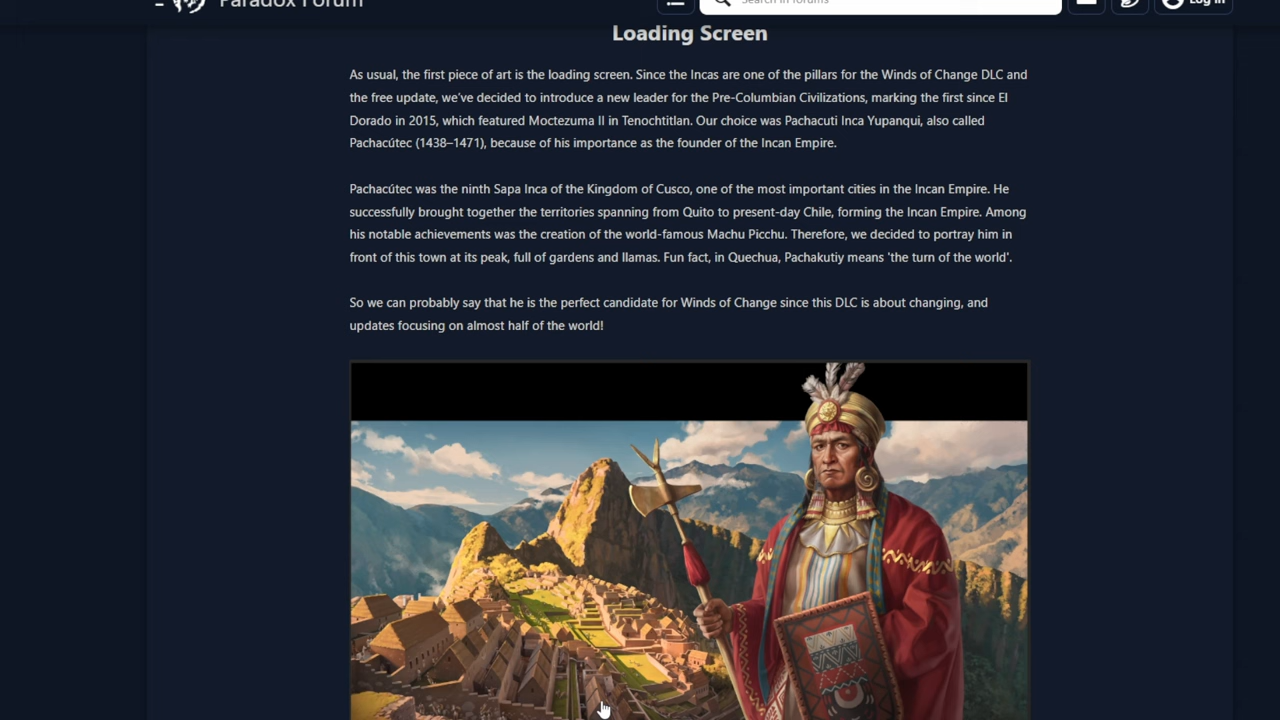 Paradox Forum
Search in forums
Log in
Loading Screen
As usual, the first piece of art is the loading screen. Since the Incas are one of the pillars for the Winds of Change DLC and
the free update, we've decided to introduce a new leader for the Pre-Columbian Civilizations, marking the first since El
Dorado in 2015, which featured Moctezuma II in Tenochtitlan. Our choice was Pachacuti Inca Yupanqui, also called
Pachacútec (1438–1471), because of his importance as the founder of the Incan Empire.
Pachacútec was the ninth Sapa Inca of the Kingdom of Cusco, one of the most important cities in the Incan Empire. He
successfully brought together the territories spanning from Quito to present-day Chile, forming the Incan Empire. Among
his notable achievements was the creation of the world-famous Machu Picchu. Therefore, we decided to portray him in
front of this town at its peak, full of gardens and llamas. Fun fact, in Quechua, Pachakutiy means 'the turn of the world'.
So we can probably say that he is the perfect candidate for Winds of Change since this DLC is about changing, and
updates focusing on almost half of the world!